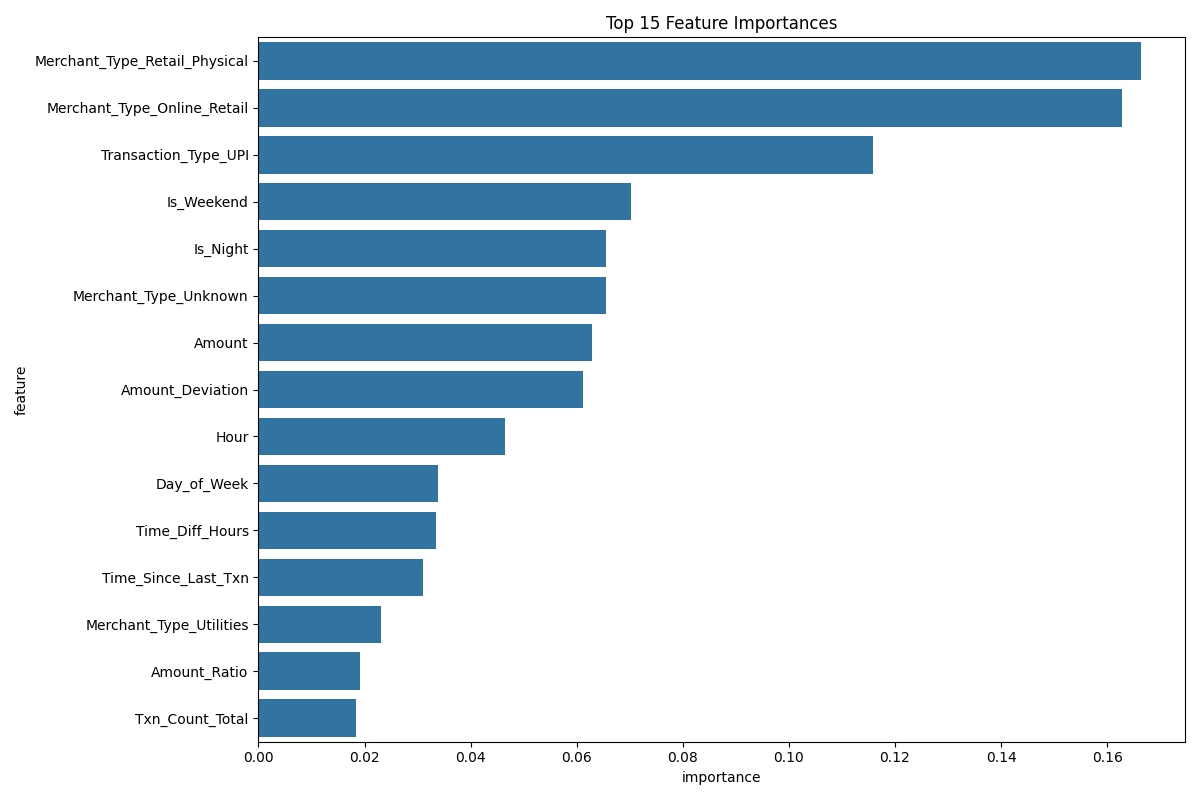 Top 15 Feature Importances
Merchant_Type_Retail_Physical
Merchant_Type_Online_Retail
Transaction_Type_UPI
Is_Weekend
Is_Night
Merchant_Type_Unknown
Amount
Amount_Deviation
Hour
Day_of_Week
Time_Diff_Hours
Time_Since_Last_Txn
Merchant_Type_Utilities
Amount_Ratio
Txn_Count_Total
feature
0.00 0.02 0.04 0.06 0.08 0.10 0.12 0.14 0.16
importance